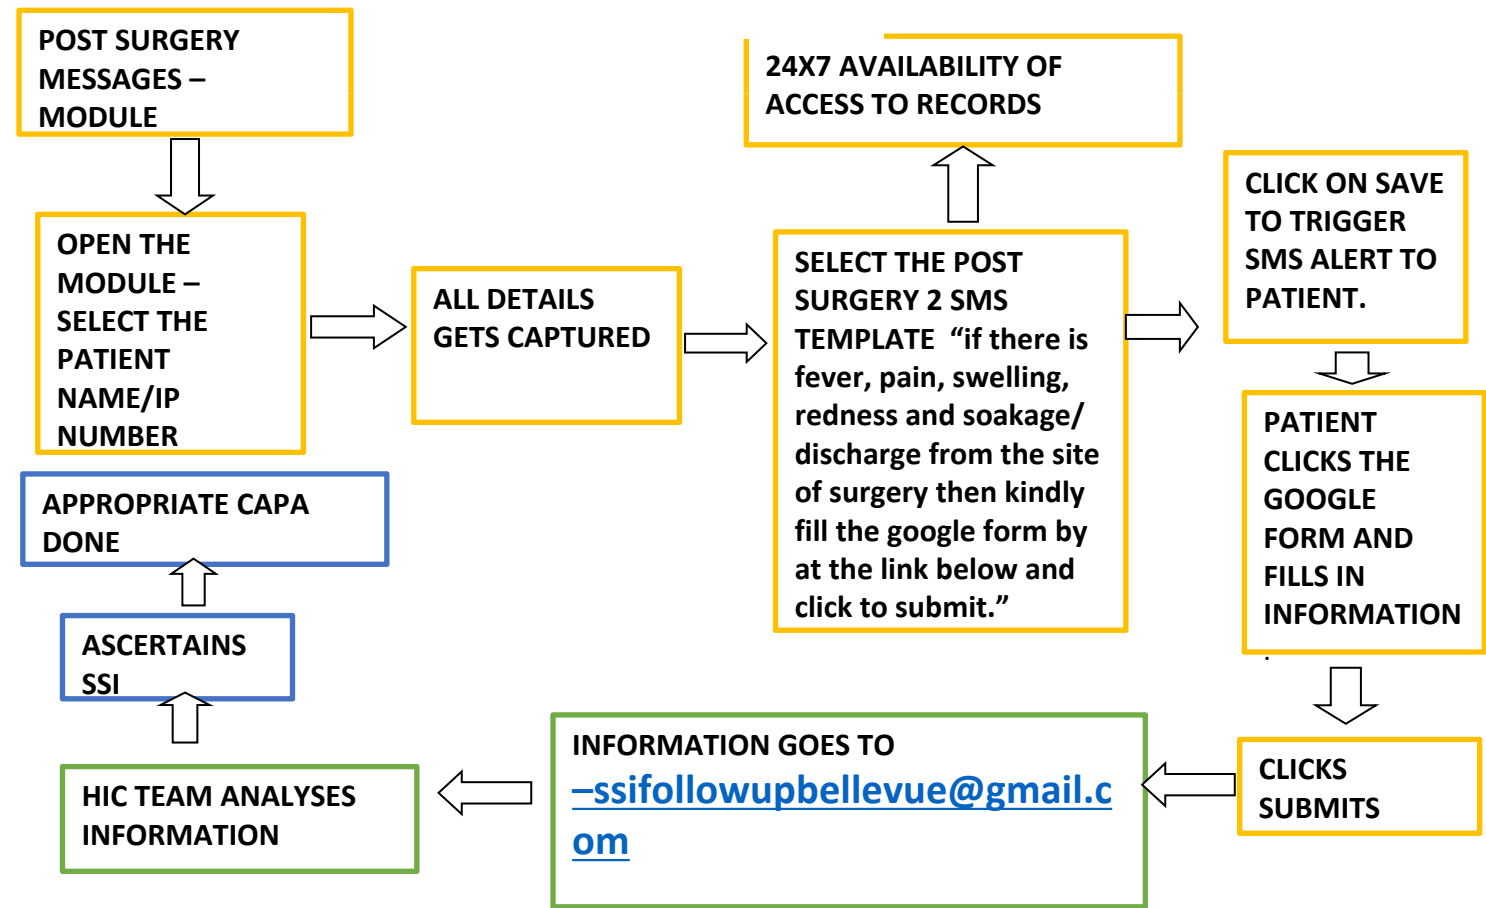 POST SURGERY
MESSAGES –
MODULE
OPEN THE
MODULE –
SELECT THE
PATIENT
NAME/IP
NUMBER
ALL DETAILS
GETS CAPTURED
SELECT THE POST
SURGERY 2 SMS
TEMPLATE “if there is
fever, pain, swelling,
redness and soakage/
discharge from the site
of surgery then kindly
fill the google form by
at the link below and
click to submit.”
24X7 AVAILABILITY OF
ACCESS TO RECORDS
CLICK ON SAVE
TO TRIGGER
SMS ALERT TO
PATIENT.
PATIENT
CLICKS THE
GOOGLE
FORM AND
FILLS IN
INFORMATION
.
CLICKS
SUBMITS
INFORMATION GOES TO
–ssifollowupbellevue@gmail.c
om
HIC TEAM ANALYSES
INFORMATION
ASCERTAINS
SSI
APPROPRIATE CAPA
DONE